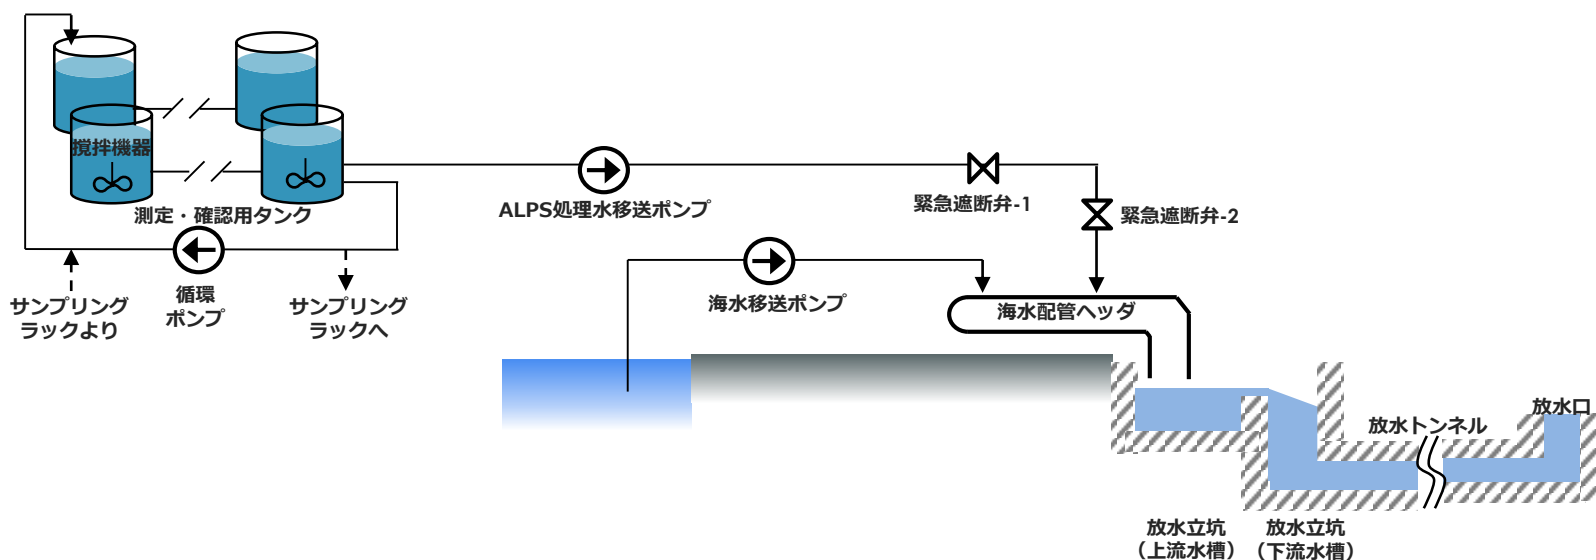 撹拌機器
測定・確認用タンク
ALPS処理水移送ポンプ
緊急遮断弁-1
緊急遮断弁-2
サンプリング
ラックより
循環
ポンプ
サンプリング
ラックへ
海水移送ポンプ
海水配管ヘッダ
放水口
放水トンネル
放水立坑
（上流水槽）
放水立坑
（下流水槽）